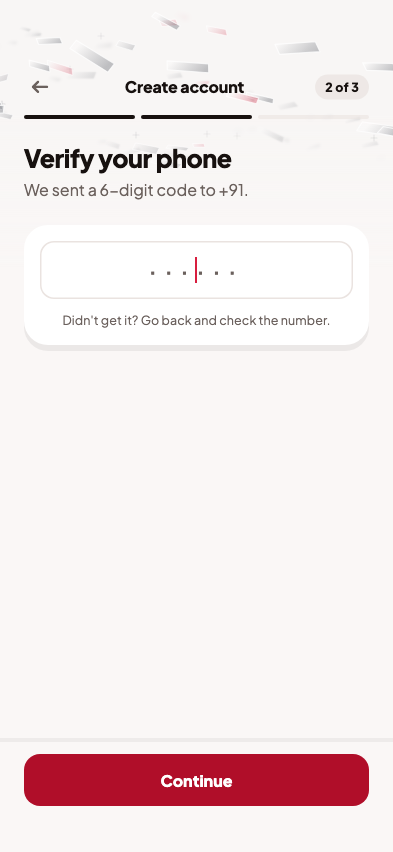 Create account
2 of 3
Verify your phone
We sent a 6-digit code to +91.
······
Didn't get it? Go back and check the number.
Continue